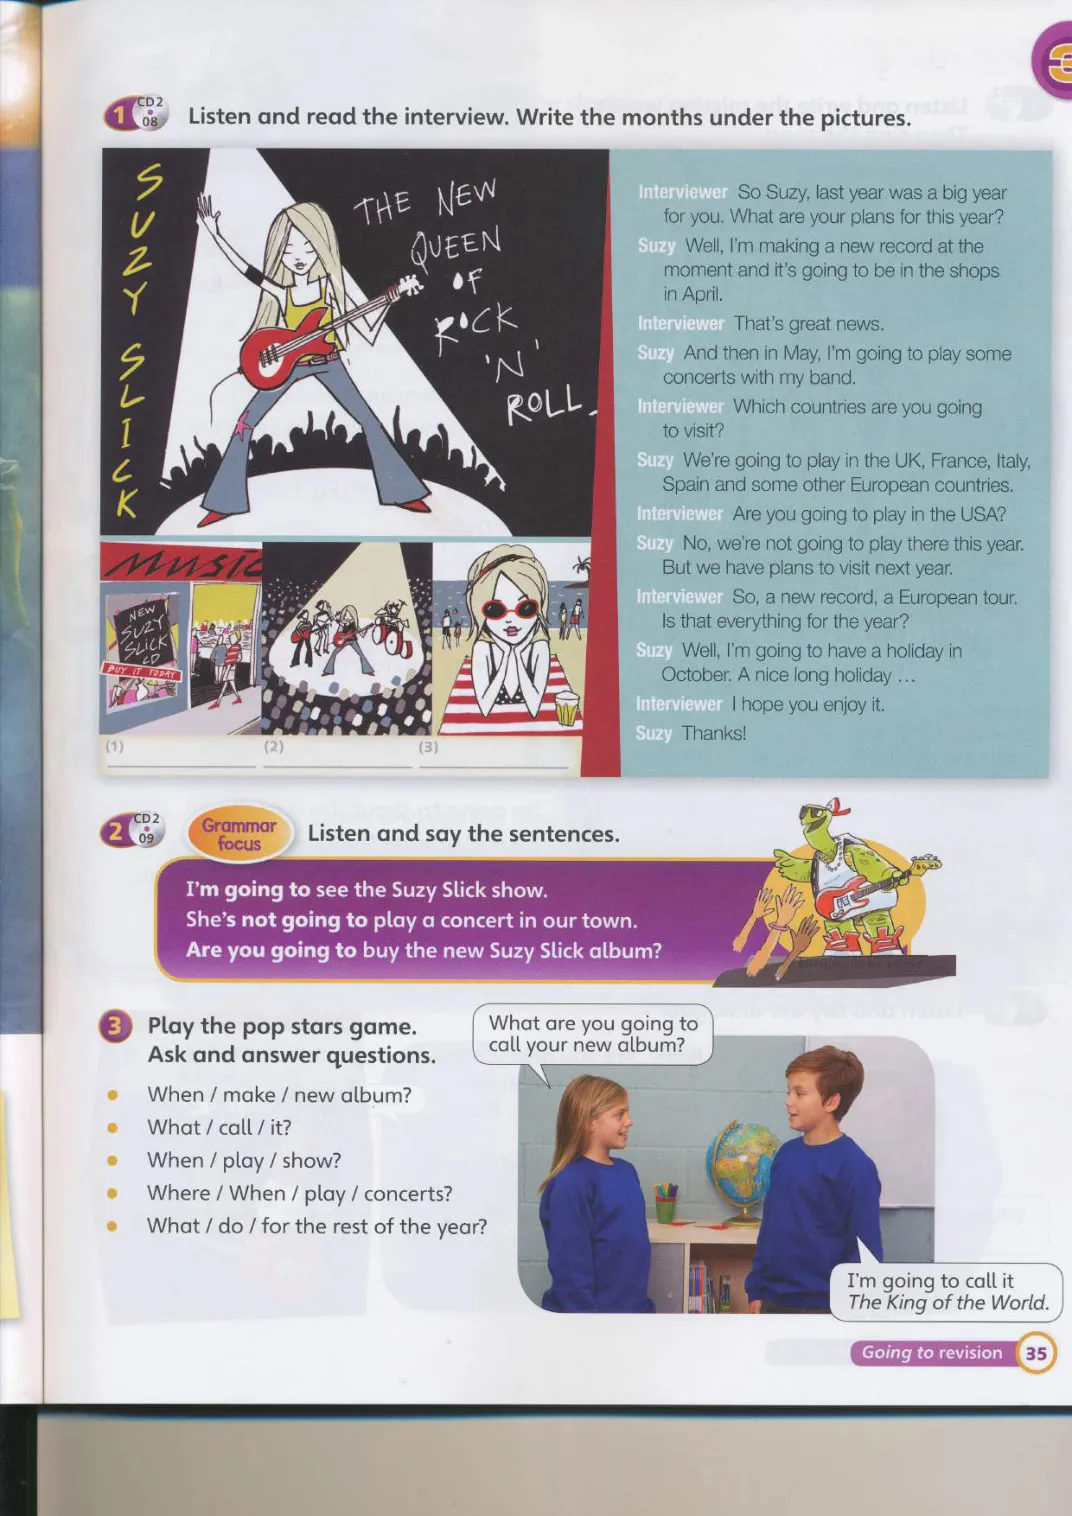 3
1 CD2 08 Listen and read the interview. Write the months under the pictures.
SUZY SLICK
THE NEW
QUEEN
OF
ROCK
'N'
ROLL
Music
NEW
SUZY
SLICK
CD
BUY IT TODAY
(1) (2) (3)
Interviewer So Suzy, last year was a big year
for you. What are your plans for this year?
Suzy Well, I'm making a new record at the
moment and it's going to be in the shops
in April.
Interviewer That's great news.
Suzy And then in May, I'm going to play some
concerts with my band.
Interviewer Which countries are you going
to visit?
Suzy We're going to play in the UK, France, Italy,
Spain and some other European countries.
Interviewer Are you going to play in the USA?
Suzy No, we're not going to play there this year.
But we have plans to visit next year.
Interviewer So, a new record, a European tour.
Is that everything for the year?
Suzy Well, I'm going to have a holiday in
October. A nice long holiday ...
Interviewer I hope you enjoy it.
Suzy Thanks!
2 CD2 09 Grammar focus Listen and say the sentences.
I'm going to see the Suzy Slick show.
She's not going to play a concert in our town.
Are you going to buy the new Suzy Slick album?
3 Play the pop stars game.
Ask and answer questions.
When / make / new album?
What / call / it?
When / play / show?
Where / When / play / concerts?
What / do / for the rest of the year?
What are you going to
call your new album?
I'm going to call it
The King of the World.
Going to revision 35